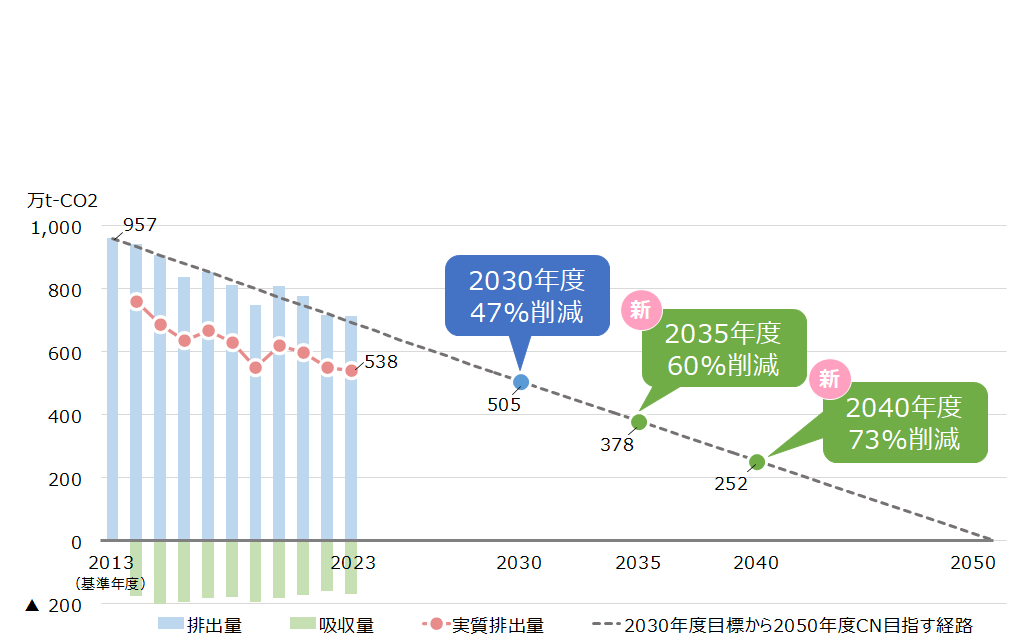 万t-CO2
1,000
957
800
2030年度
47%削減
新
2035年度
60%削減
600
538
新
2040年度
73%削減
505
400
378
252
200
0
2013
2023
2030
2035
2040
2050
(基準年度)
▲ 200
排出量
吸収量
実質排出量
2030年度目標から2050年度CN目指す経路